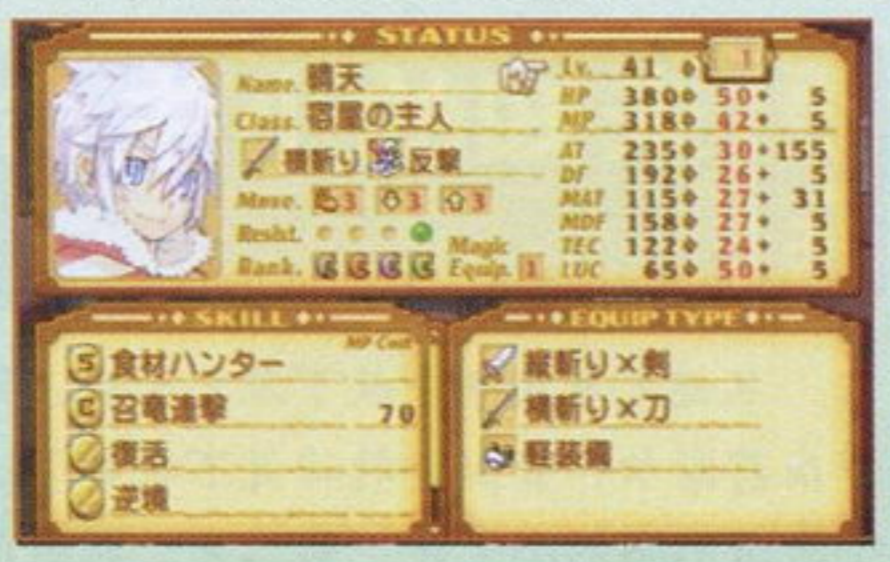 STATUS
1
Name. 晴天
Class. 宿屋の主人
横斬り 反撃
Move. 3 3 3
Resist.
Rank. C C C C
Magic Equip. 1
Lv. 41
HP 380 50 5
MP 318 42 5
AT 235 30 155
DF 192 26 5
MAT 115 27 31
MDF 158 27 5
TEC 122 24 5
LUC 65 50 5
SKILL
MP Cost
S 食材ハンター
C 召竜連撃 70
復活
逆境
EQUIP TYPE
縦斬り×剣
横斬り×刀
軽装備